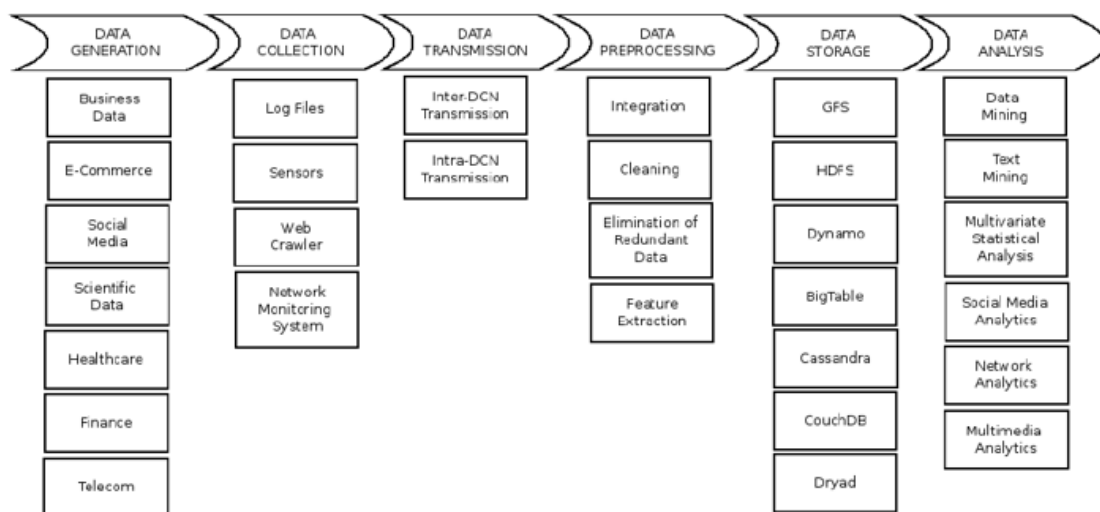 DATA
GENERATION
DATA
COLLECTION
DATA
TRANSMISSION
DATA
PREPROCESSING
DATA
STORAGE
DATA
ANALYSIS
Business
Data
E-Commerce
Social
Media
Scientific
Data
Healthcare
Finance
Telecom
Log Files
Sensors
Web
Crawler
Network
Monitoring
System
Inter-DCN
Transmission
Intra-DCN
Transmission
Integration
Cleaning
Elimination of
Redundant
Data
Feature
Extraction
GFS
HDFS
Dynamo
BigTable
Cassandra
CouchDB
Dryad
Data
Mining
Text
Mining
Multivariate
Statistical
Analysis
Social Media
Analytics
Network
Analytics
Multimedia
Analytics